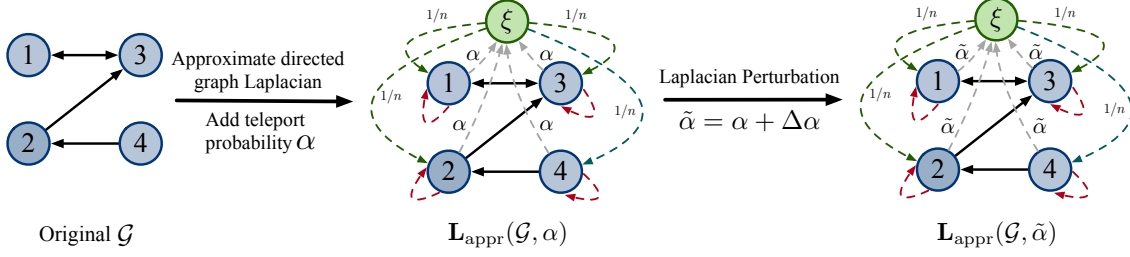 1
3
2
4
Original 𝒢
Approximate directed
graph Laplacian
Add teleport
probability α
ξ
1/n
1/n
1/n
1/n
α
α
α
α
1
3
2
4
L_appr(𝒢, α)
Laplacian Perturbation
α̃ = α + Δα
ξ
1/n
1/n
1/n
1/n
α̃
α̃
α̃
α̃
1
3
2
4
L_appr(𝒢, α̃)